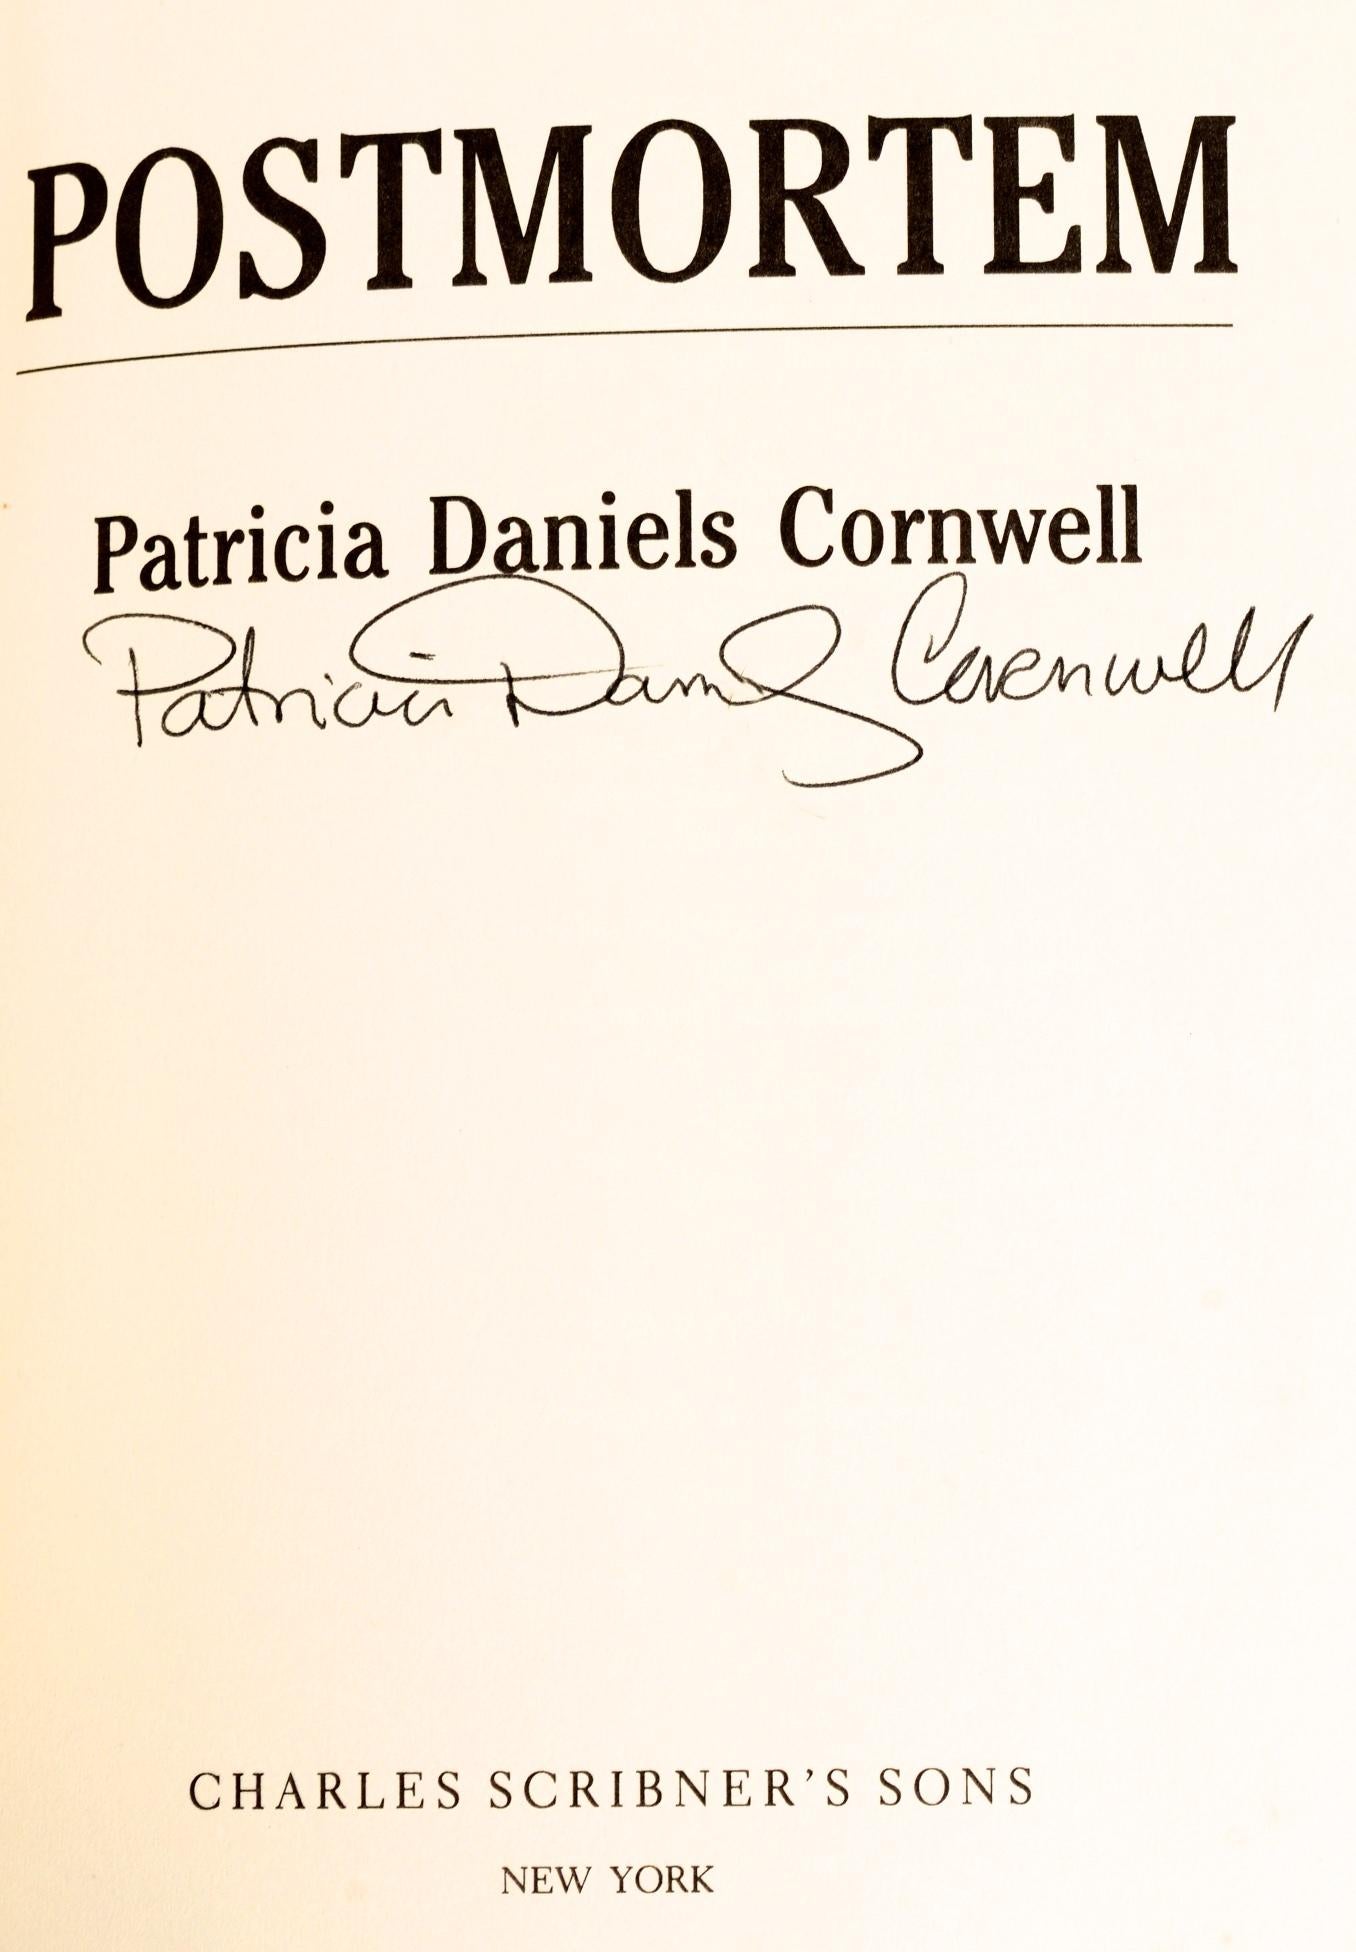 POSTMORTEM
Patricia Daniels Cornwell
Patricia Daniels Cornwell
CHARLES SCRIBNER'S SONS
NEW YORK